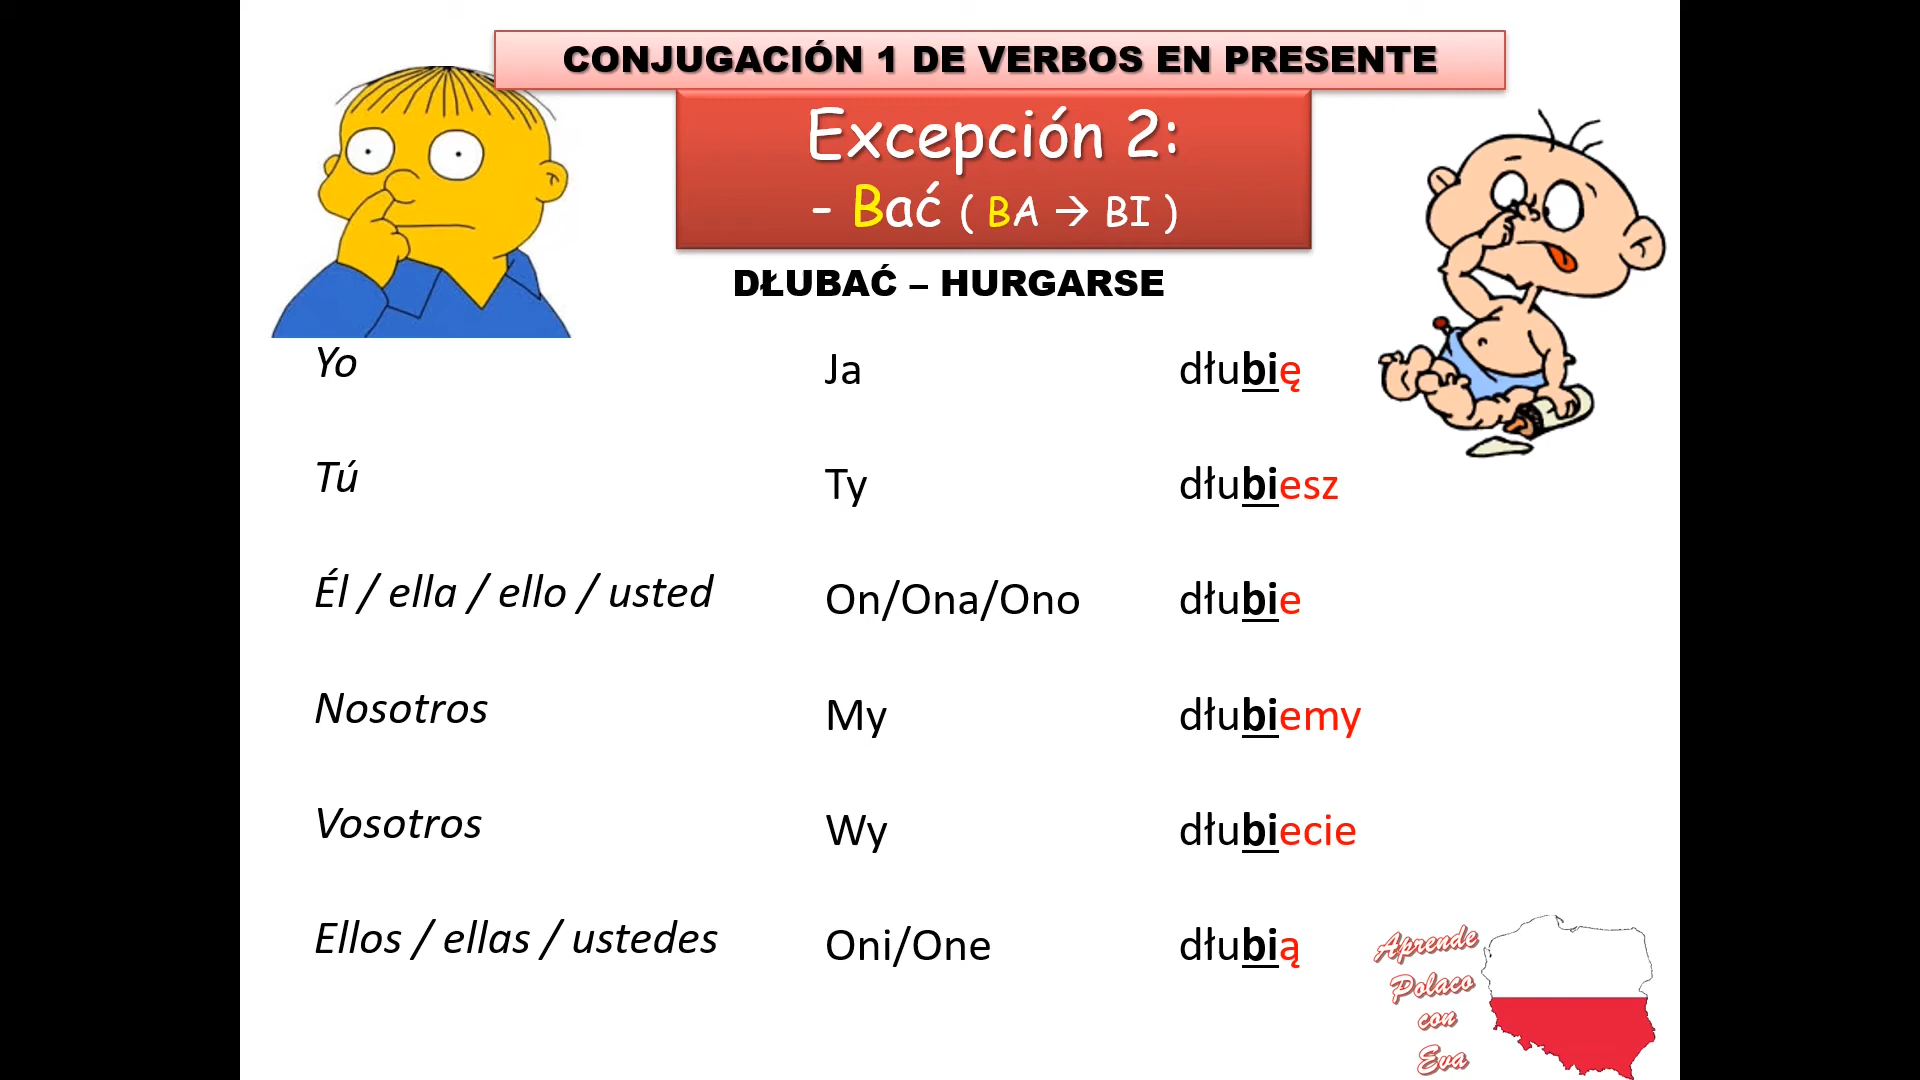 CONJUGACIÓN 1 DE VERBOS EN PRESENTE
Excepción 2:
- Bać ( BA → BI )
DŁUBAĆ – HURGARSE
Yo Ja dłubię
Tú Ty dłubiesz
Él / ella / ello / usted On/Ona/Ono dłubie
Nosotros My dłubiemy
Vosotros Wy dłubiecie
Ellos / ellas / ustedes Oni/One dłubią
Aprende
Polaco
con
Eva